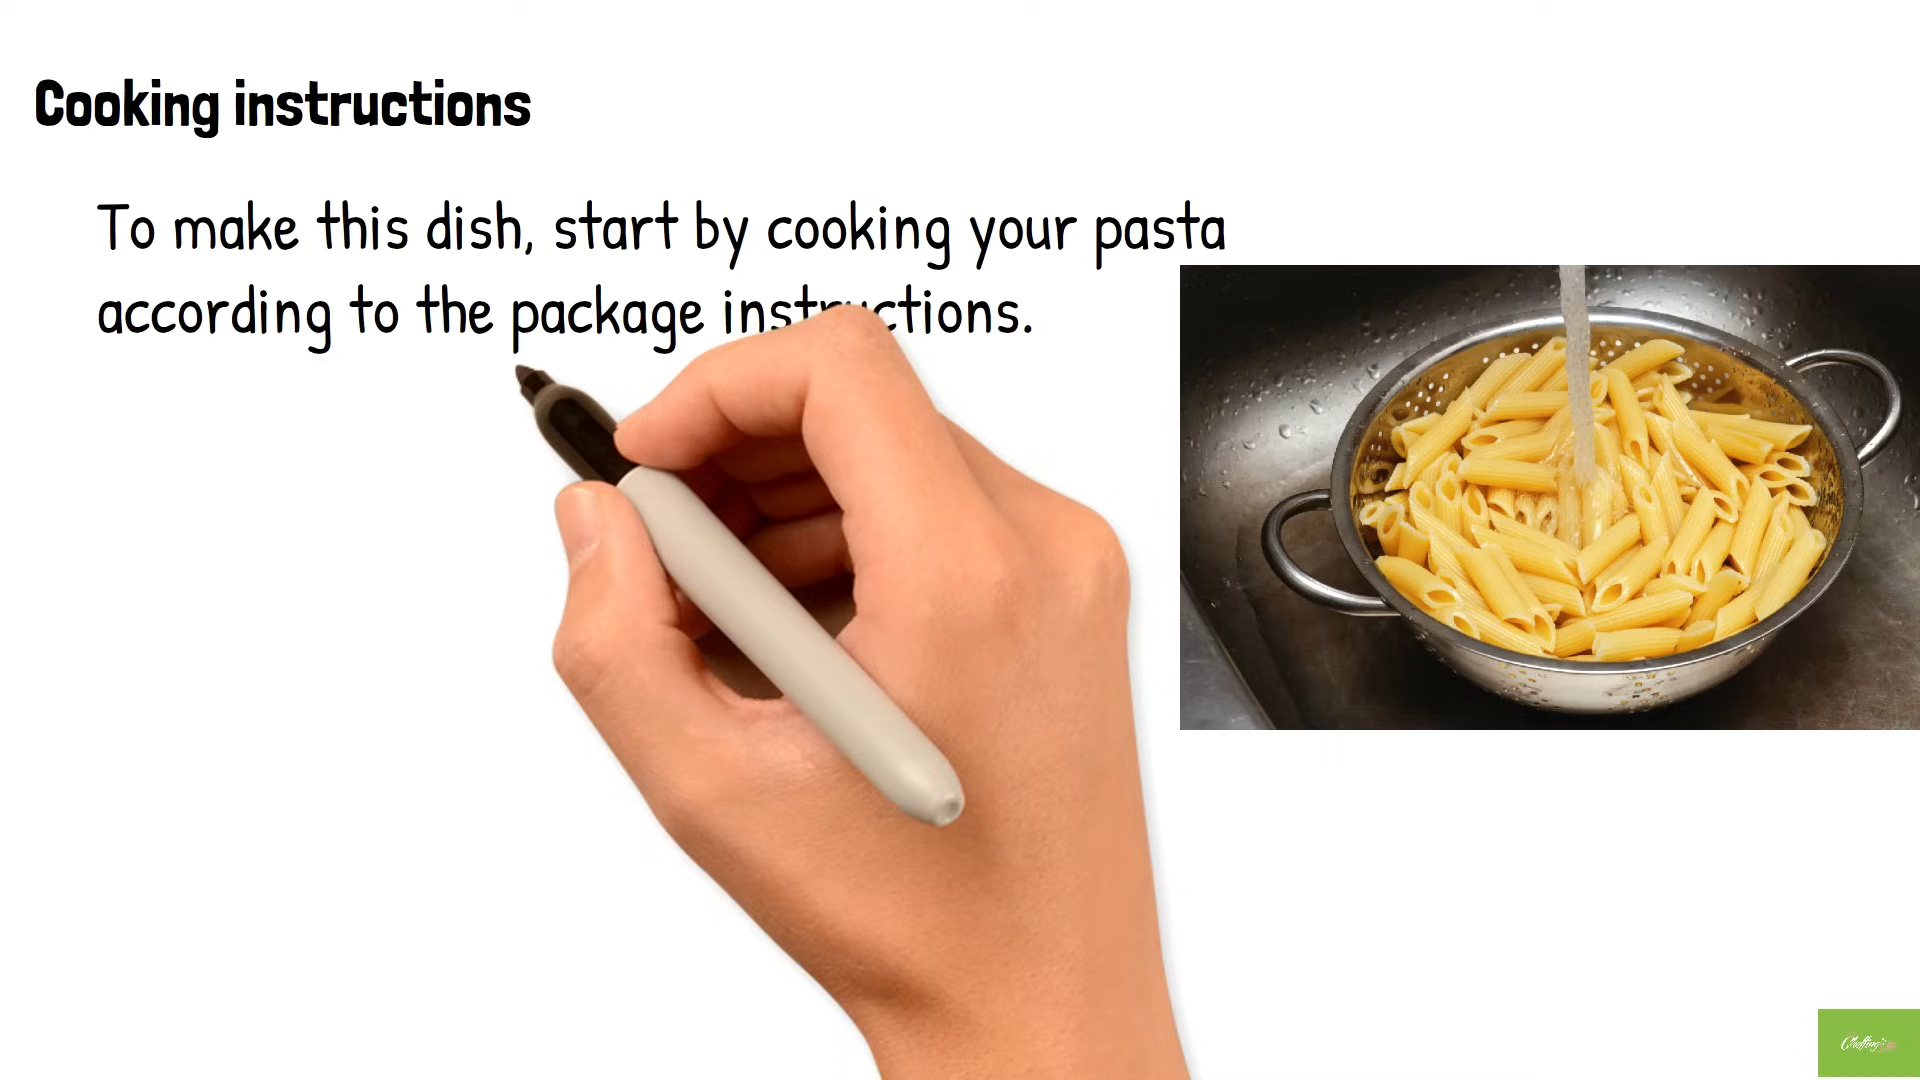 Cooking instructions
To make this dish, start by cooking your pasta
according to the package instructions.